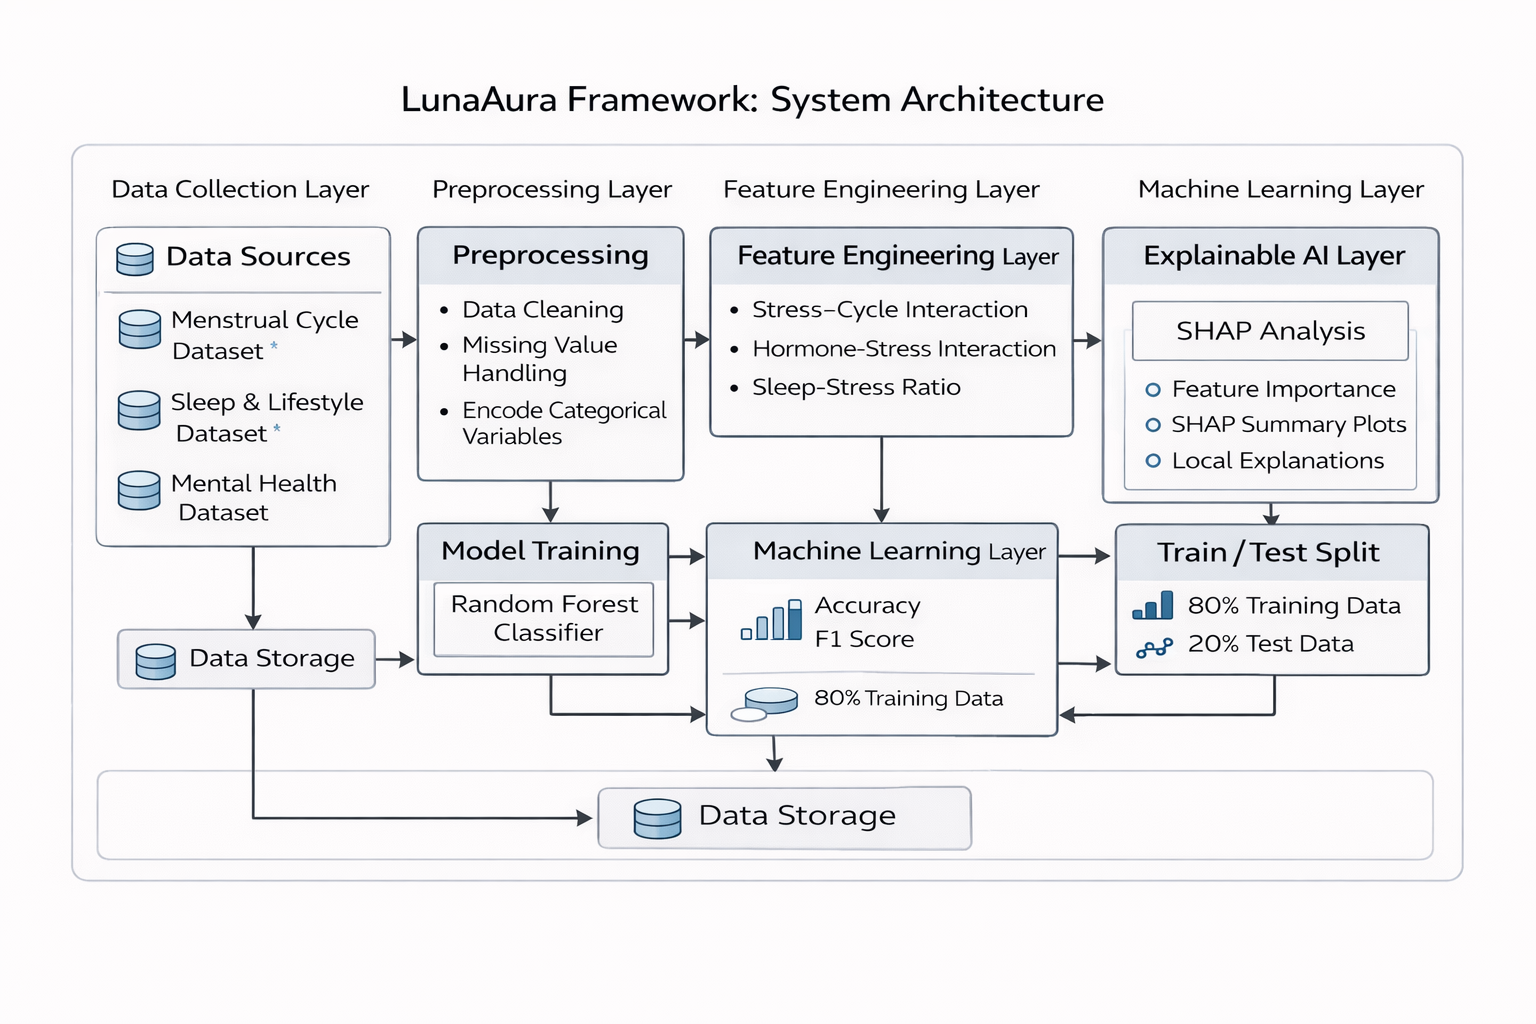 LunaAura Framework: System Architecture
Data Collection Layer
Preprocessing Layer
Feature Engineering Layer
Machine Learning Layer
Data Sources
Menstrual Cycle
Dataset *
Sleep & Lifestyle
Dataset *
Mental Health
Dataset
Preprocessing
• Data Cleaning
• Missing Value
Handling
• Encode Categorical
Variables
Feature Engineering Layer
• Stress–Cycle Interaction
• Hormone-Stress Interaction
• Sleep-Stress Ratio
Explainable AI Layer
SHAP Analysis
Feature Importance
SHAP Summary Plots
Local Explanations
Data Storage
Model Training
Random Forest
Classifier
Machine Learning Layer
Accuracy
F1 Score
80% Training Data
Train / Test Split
80% Training Data
20% Test Data
Data Storage